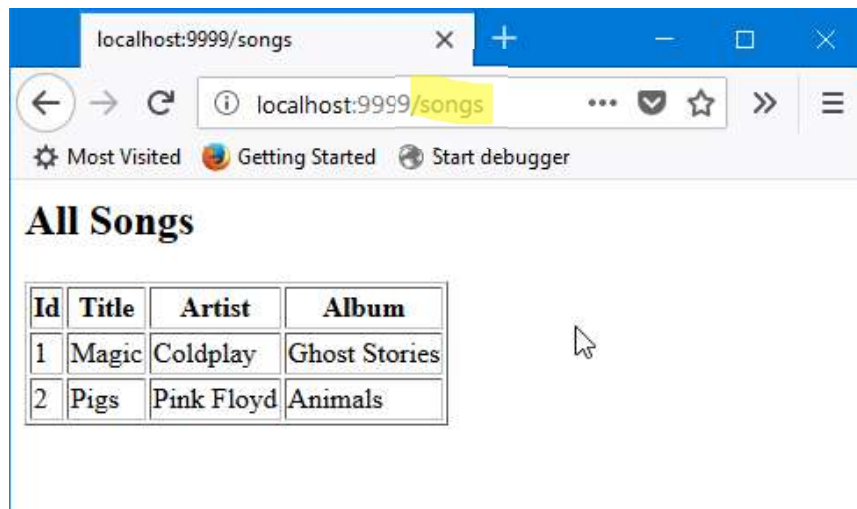 localhost:9999/songs
localhost:9999/songs
Most Visited Getting Started Start debugger
All Songs
Id Title Artist Album
1 Magic Coldplay Ghost Stories
2 Pigs Pink Floyd Animals